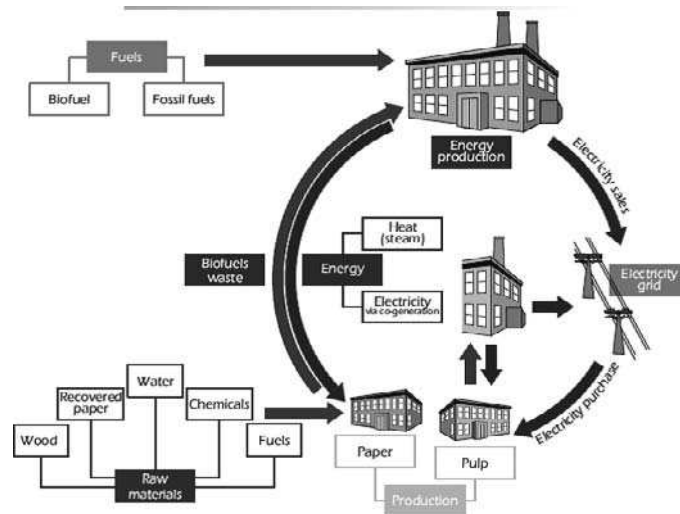 Fuels
Biofuel
Fossil fuels
Energy
production
Electricity sales
Heat
(steam)
Biofuels
waste
Energy
Electricity
via co-generation
Electricity
grid
Water
Recovered
paper
Chemicals
Wood
Fuels
Raw
materials
Electricity purchase
Paper
Pulp
Production